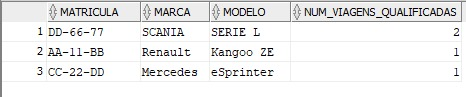 MATRICULA MARCA MODELO NUM_VIAGENS_QUALIFICADAS
1 DD-66-77 SCANIA SERIE L 2
2 AA-11-BB Renault Kangoo ZE 1
3 CC-22-DD Mercedes eSprinter 1